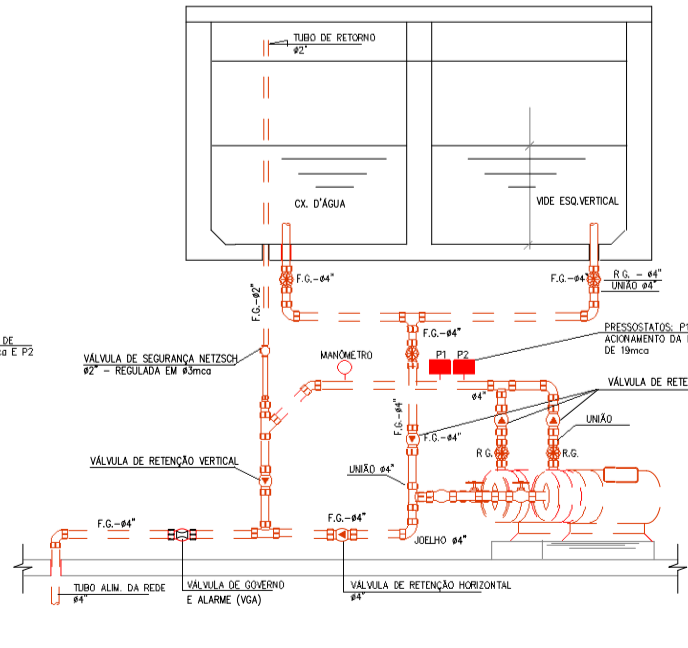 TUBO DE RETORNO
ø2"
CX. D'ÁGUA
VIDE ESQ.VERTICAL
F.G.-ø4"
F.G.-ø4"
R G. - ø4"
UNIÃO ø4"
F.G.-ø2"
DE
E P2
VÁLVULA DE SEGURANÇA NETZSCH
ø2" - REGULADA EM ø3mca
MANÔMETRO
F.G.-ø4"
P1 P2
PRESSOSTATOS: P1
ACIONAMENTO DA
DE 19mca
VÁLVULA DE RETE
ø4"
F.G.-ø4"
F.G.-ø4"
UNIÃO
R G.
R.G.
VÁLVULA DE RETENÇÃO VERTICAL
UNIÃO ø4"
F.G.-ø4"
F.G.-ø4"
JOELHO ø4"
TUBO ALIM. DA REDE
ø4"
VÁLVULA DE GOVERNO
E ALARME (VGA)
VÁLVULA DE RETENÇÃO HORIZONTAL
ø4"